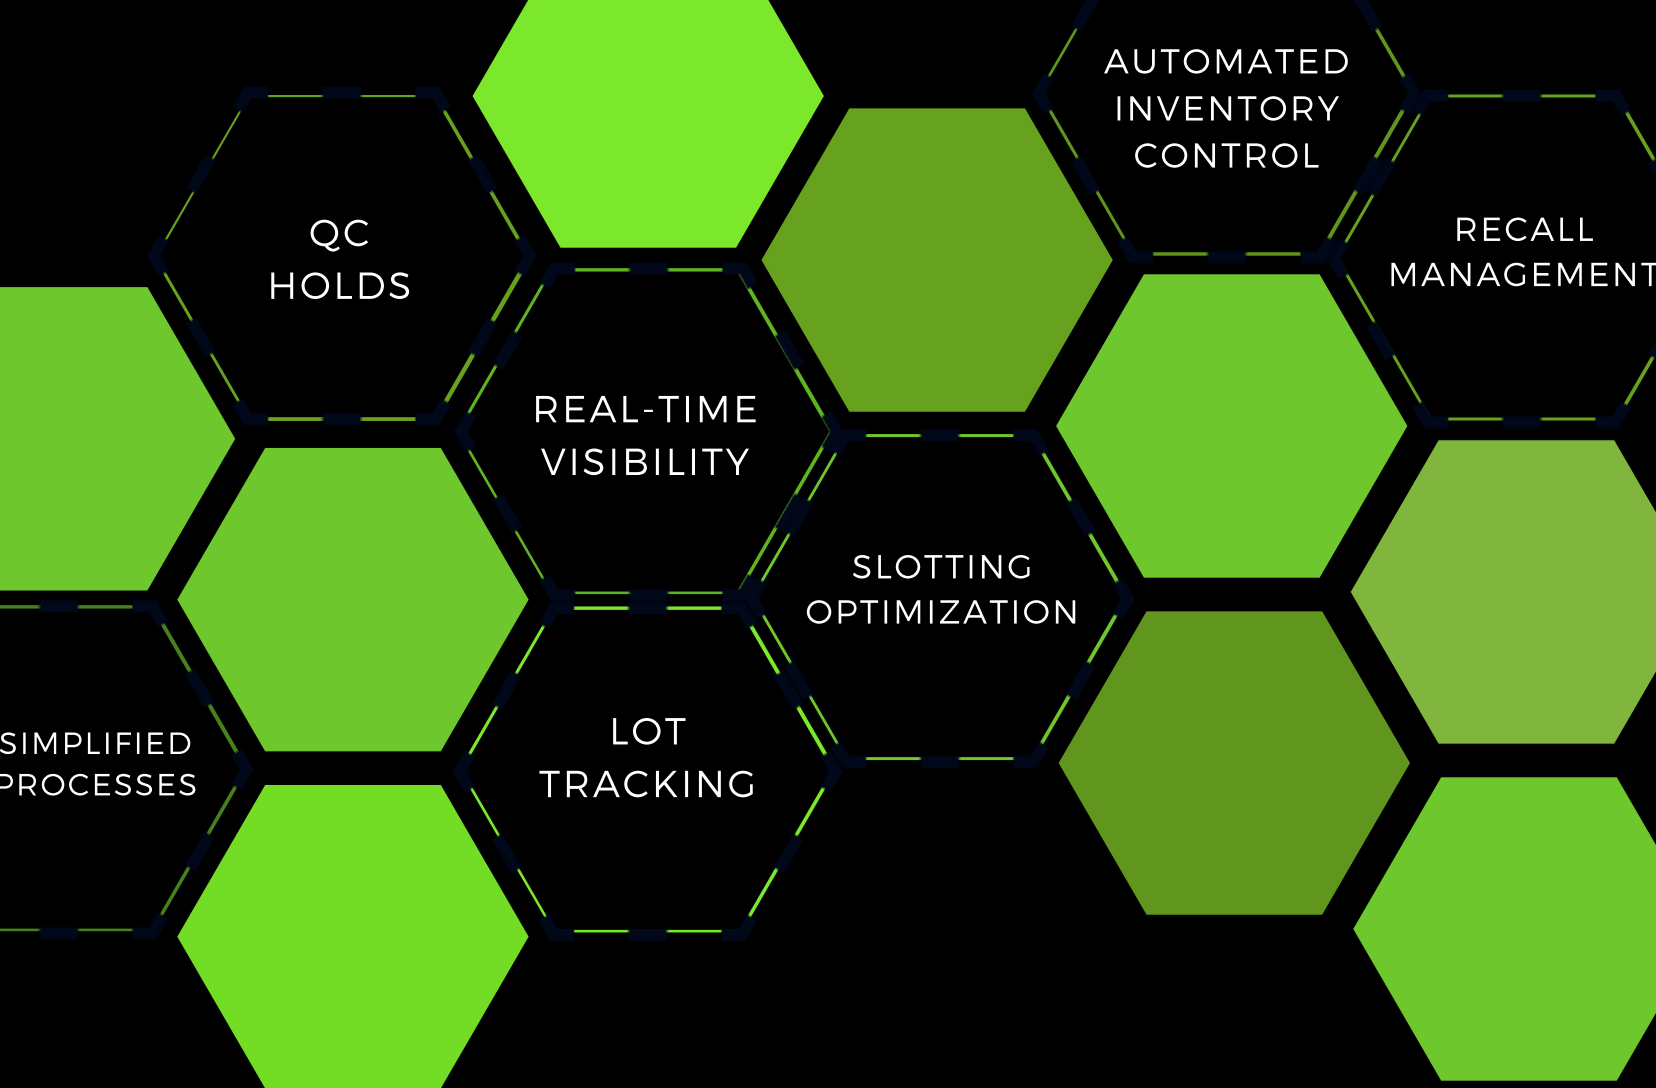 AUTOMATED
INVENTORY
CONTROL
QC
HOLDS
RECALL
MANAGEMENT
REAL-TIME
VISIBILITY
SLOTTING
OPTIMIZATION
LOT
TRACKING
SIMPLIFIED
PROCESSES